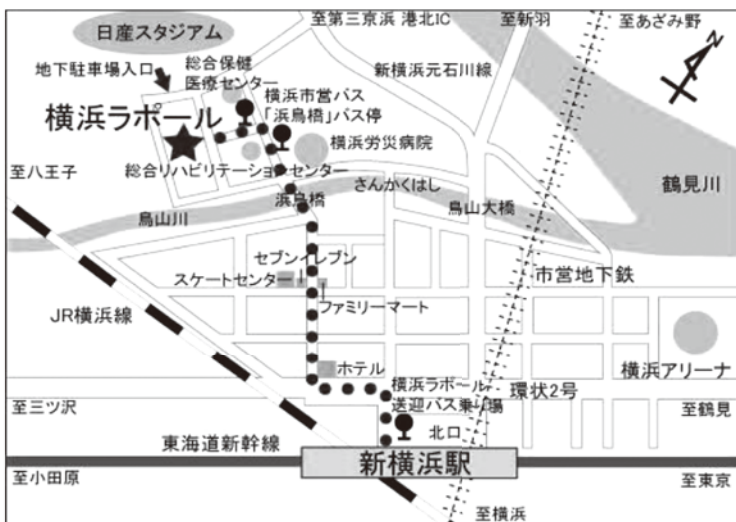 至第三京浜 港北IC
至新羽
至あざみ野
日産スタジアム
N
地下駐車場入口
総合保健
医療センター
新横浜元石川線
横浜市営バス
「浜鳥橋」バス停
横浜ラポール
横浜労災病院
至八王子
総合リハビリテーションセンター
さんかくはし
鶴見川
浜鳥橋
鳥山川
鳥山大橋
セブンイレブン
スケートセンター
市営地下鉄
ファミリーマート
JR横浜線
ホテル
横浜アリーナ
横浜ラポール
送迎バス乗り場
環状2号
至三ツ沢
至鶴見
北口
東海道新幹線
新横浜駅
至小田原
至東京
至横浜